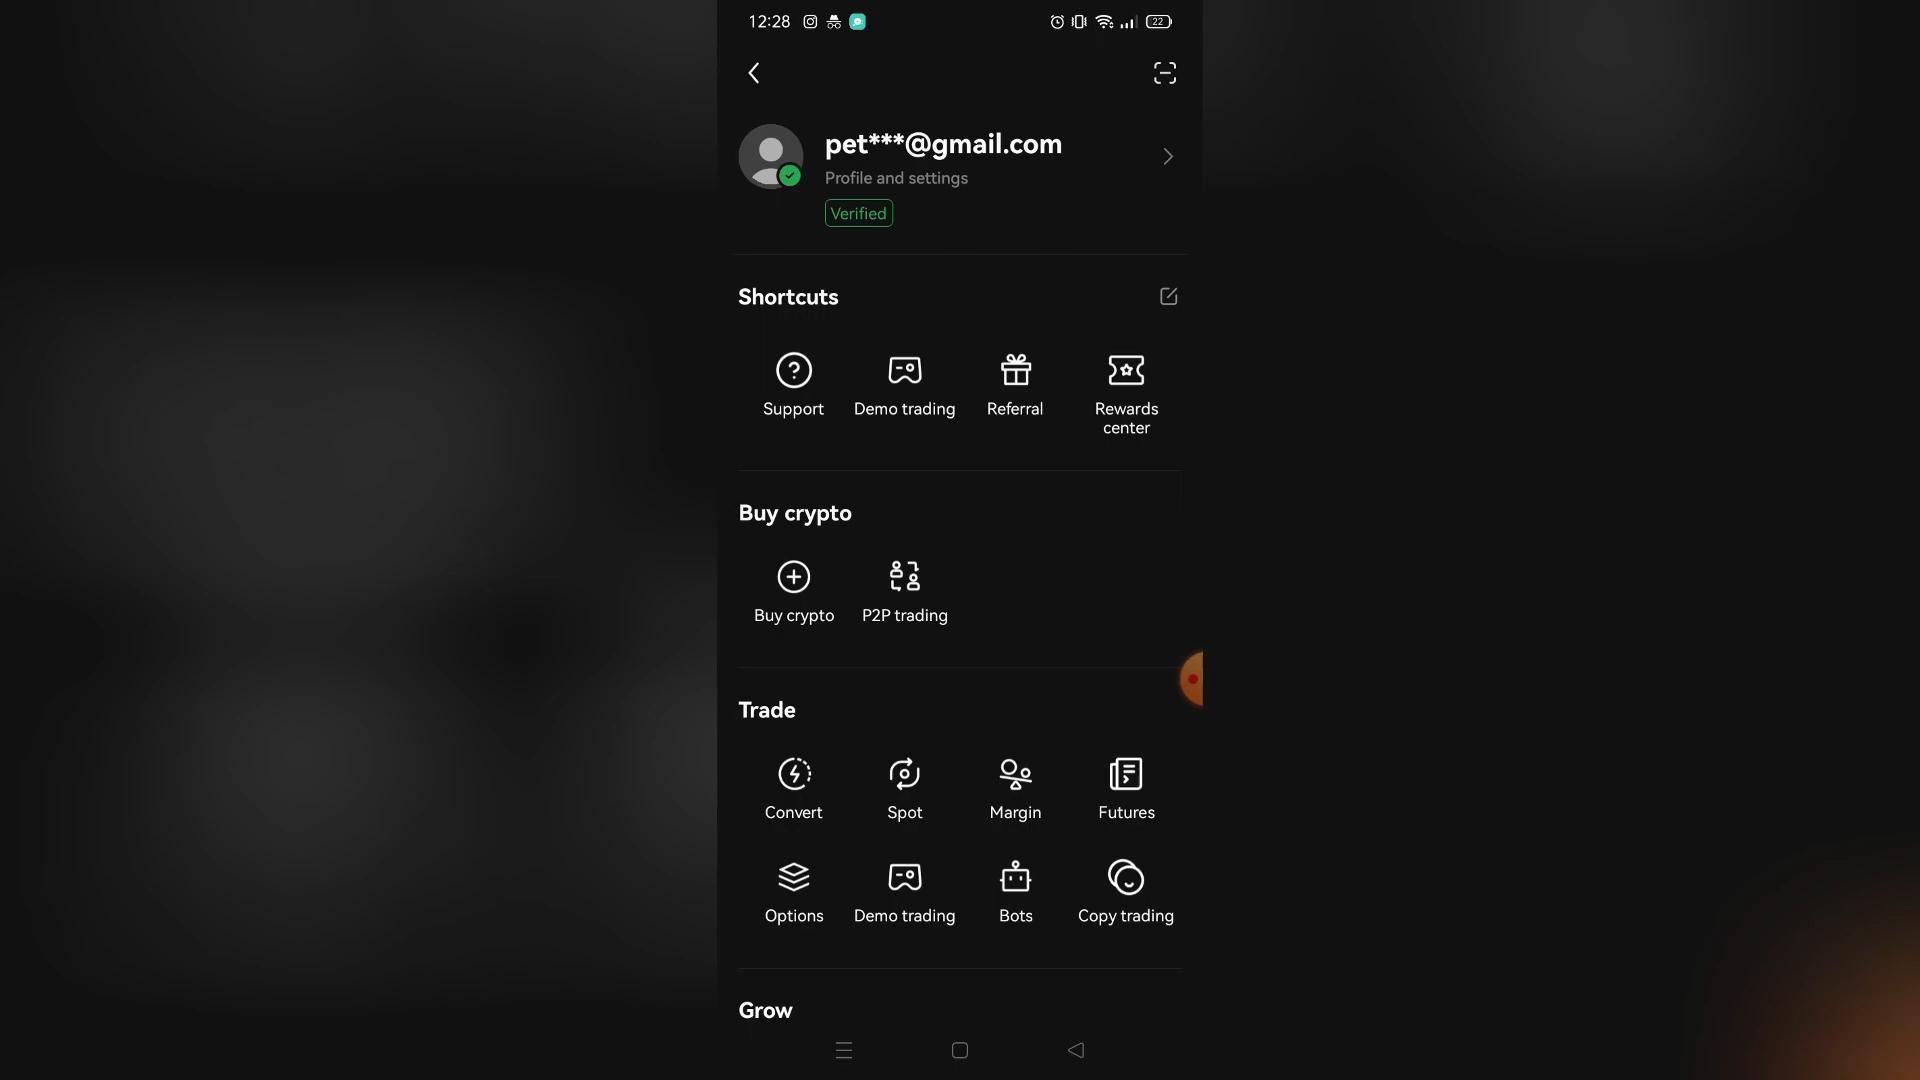 12:28
22
pet***@gmail.com
Profile and settings
Verified
Shortcuts
Support Demo trading Referral Rewards center
Buy crypto
Buy crypto P2P trading
Trade
Convert Spot Margin Futures
Options Demo trading Bots Copy trading
Grow